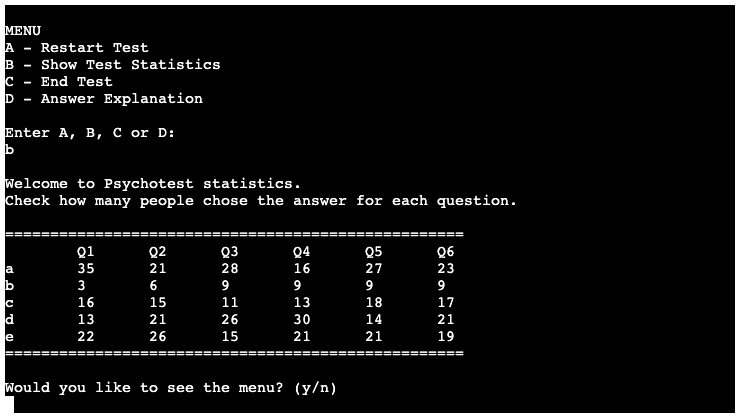 MENU
A - Restart Test
B - Show Test Statistics
C - End Test
D - Answer Explanation
Enter A, B, C or D:
b
Welcome to Psychotest statistics.
Check how many people chose the answer for each question.
===================================================
Q1 Q2 Q3 Q4 Q5 Q6
a 35 21 28 16 27 23
b 3 6 9 9 9 9
c 16 15 11 13 18 17
d 13 21 26 30 14 21
e 22 26 15 21 21 19
===================================================
Would you like to see the menu? (y/n)